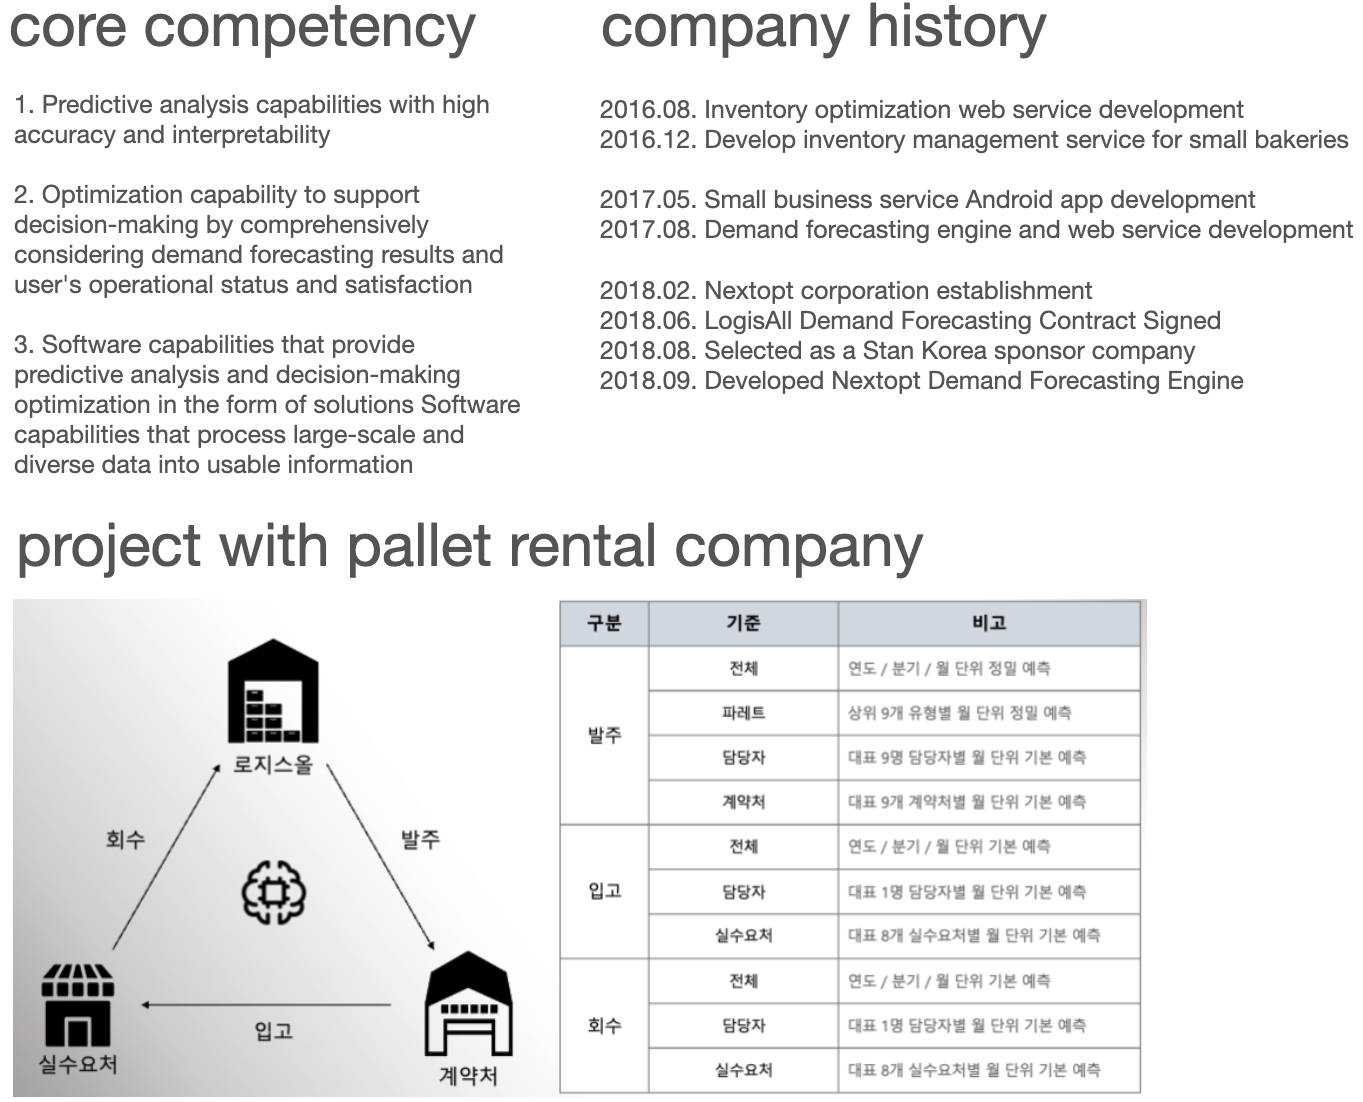 core competency
1. Predictive analysis capabilities with high
accuracy and interpretability
2. Optimization capability to support
decision-making by comprehensively
considering demand forecasting results and
user's operational status and satisfaction
3. Software capabilities that provide
predictive analysis and decision-making
optimization in the form of solutions Software
capabilities that process large-scale and
diverse data into usable information
company history
2016.08. Inventory optimization web service development
2016.12. Develop inventory management service for small bakeries
2017.05. Small business service Android app development
2017.08. Demand forecasting engine and web service development
2018.02. Nextopt corporation establishment
2018.06. LogisAll Demand Forecasting Contract Signed
2018.08. Selected as a Stan Korea sponsor company
2018.09. Developed Nextopt Demand Forecasting Engine
project with pallet rental company
로지스올
회수
발주
입고
실수요처
계약처
구분 기준 비고
발주
전체 연도 / 분기 / 월 단위 정밀 예측
파레트 상위 9개 유형별 월 단위 정밀 예측
담당자 대표 9명 담당자별 월 단위 기본 예측
계약처 대표 9개 계약처별 월 단위 기본 예측
입고
전체 연도 / 분기 / 월 단위 기본 예측
담당자 대표 1명 담당자별 월 단위 기본 예측
실수요처 대표 8개 실수요처별 월 단위 기본 예측
회수
전체 연도 / 분기 / 월 단위 기본 예측
담당자 대표 1명 담당자별 월 단위 기본 예측
실수요처 대표 8개 실수요처별 월 단위 기본 예측